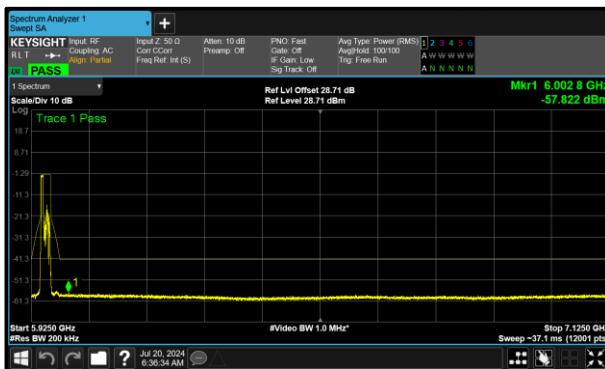 Spectrum Analyzer 1
Swept SA
KEYSIGHT Input: RF Input Z: 50 Ω Atten: 10 dB PNO: Fast Avg Type: Power (RMS) 1 2 3 4 5 6
R L T Coupling: AC Corr CCorr Preamp: Off Gate: Off Avg|Hold: 100/100 A W W W W W
Align: Partial Freq Ref: Int (S) IF Gain: Low Trig: Free Run
PASS Sig Track: Off A N N N N N
1 Spectrum Ref Lvl Offset 28.71 dB Mkr1 6.002 8 GHz
Scale/Div 10 dB Ref Level 28.71 dBm -57.822 dBm
Log
Trace 1 Pass
18.7
8.71
-1.29
-11.3
-21.3
-31.3
-41.3
-51.3
1
-61.3
Start 5.9250 GHz #Video BW 1.0 MHz* Stop 7.1250 GHz
#Res BW 200 kHz Sweep ~37.1 ms (12001 pts)
? Jul 20, 2024
6:36:34 AM